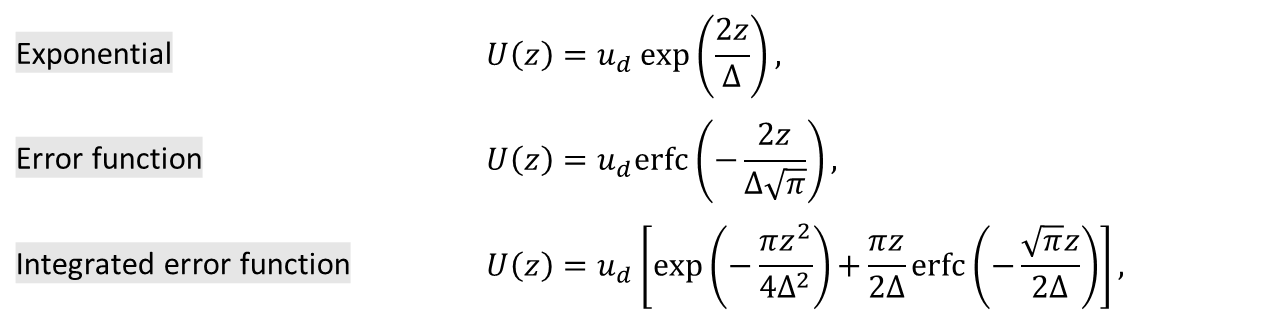 Exponential U(z) = u_d exp(2z/Δ),
Error function U(z) = u_d erfc(−2z/(Δ√π)),
Integrated error function U(z) = u_d [exp(−πz²/(4Δ²)) + πz/(2Δ) erfc(−√πz/(2Δ))],